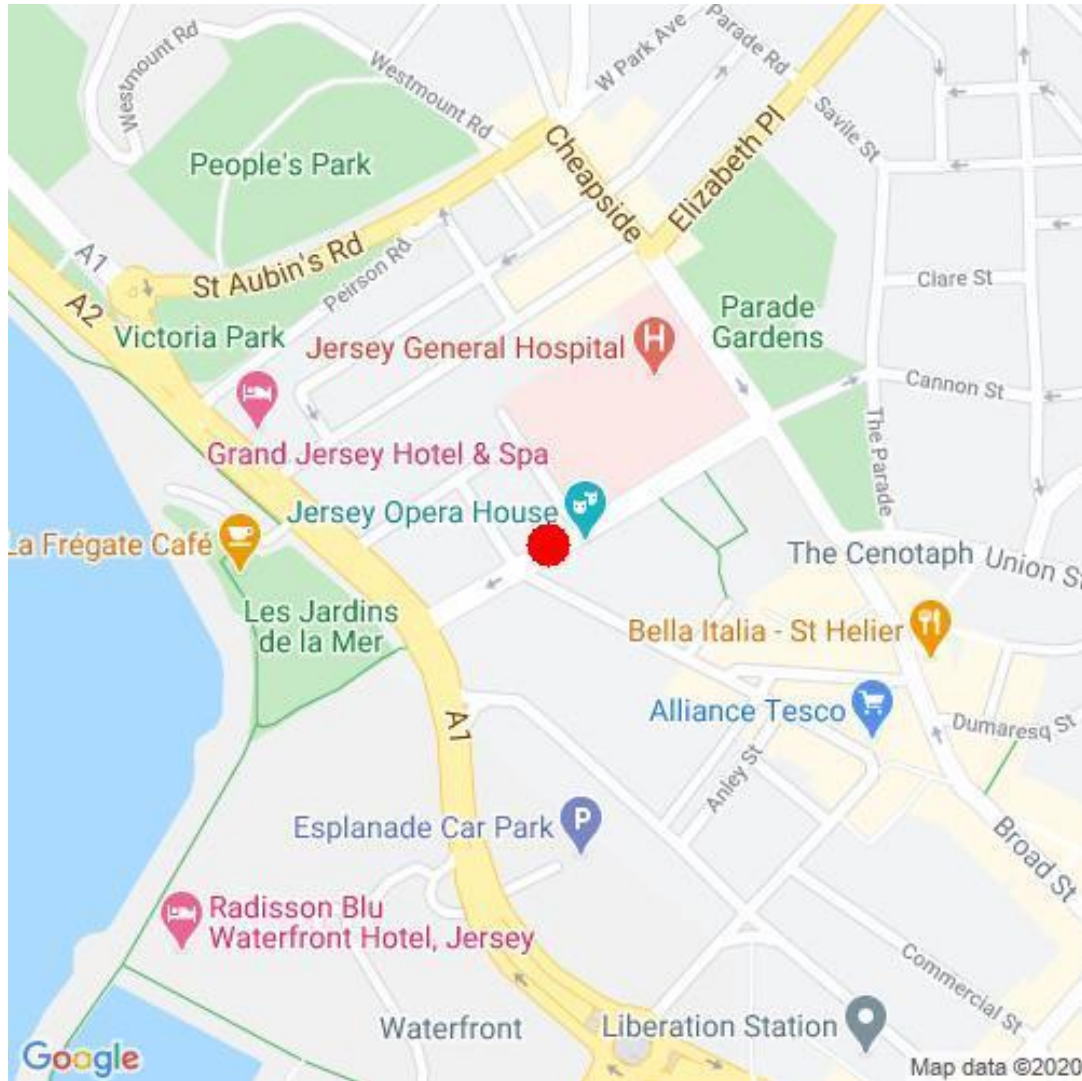 Westmount Rd
Westmount Rd
W Park Ave
Parade Rd
Savile St
Elizabeth Pl
Cheapside
People's Park
St Aubin's Rd
Peirson Rd
A1
A2
Victoria Park
Jersey General Hospital
H
Parade
Gardens
Clare St
Cannon St
The Parade
Grand Jersey Hotel & Spa
Jersey Opera House
La Frégate Café
The Cenotaph
Union S
Les Jardins
de la Mer
Bella Italia - St Helier
Alliance Tesco
Dumaresq St
Anley St
A1
Esplanade Car Park
P
Broad St
Radisson Blu
Waterfront Hotel, Jersey
Commercial St
Waterfront
Liberation Station
Google
Map data ©2020